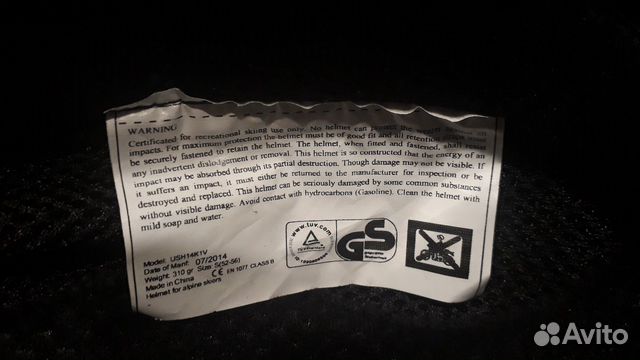 WARNING
Certificated for recreational skiing use only. No helmet can protect the wearer against all
impacts. For maximum protection the helmet must be of good fit and all retention straps must
be securely fastened to retain the helmet. The helmet, when fitted and fastened, shall resist
any inadvertent dislodgement or removal. This helmet is so constructed that the energy of an
impact may be absorbed through its partial destruction. Though damage may not be visible. If
it suffers an impact, it must either be returned to the manufacturer for inspection or be
destroyed and replaced. This helmet can be seriously damaged by some common substances
without visible damage. Avoid contact with hydrocarbons (Gasoline). Clean the helmet with
mild soap and water.
Model: USH14K1V
Date of Manf: 07/2014
Weight: 310 gr Size: S(52-56)
Made in China CE EN 1077 CLASS B
Helmet for alpine skiers
www.tuv.com
TÜVRheinland
GS
geprüfte
Sicherheit
Avito